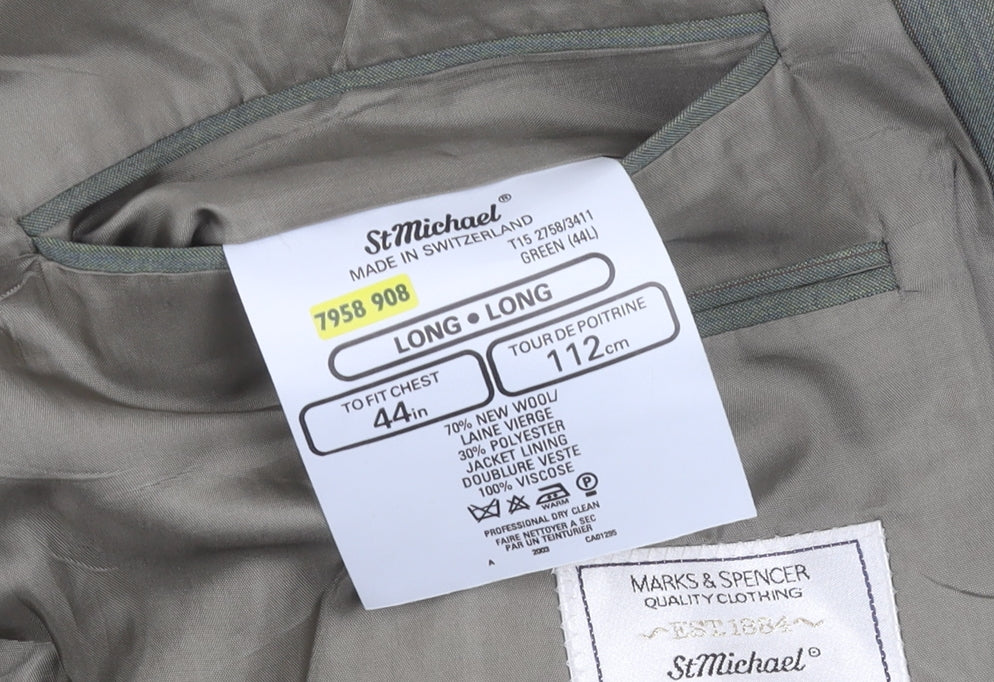 StMichael®
MADE IN SWITZERLAND
T15 2758/3411
GREEN (44L)
7958 908
LONG • LONG
TO FIT CHEST
44in
TOUR DE POITRINE
112cm
70% NEW WOOL/
LAINE VIERGE
30% POLYESTER
JACKET LINING
DOUBLURE VESTE
100% VISCOSE
WARM
P
PROFESSIONAL DRY CLEAN
FAIRE NETTOYER A SEC
PAR UN TEINTURIER
A
2003
CA01295
MARKS & SPENCER
QUALITY CLOTHING
EST. 1884
StMichael®